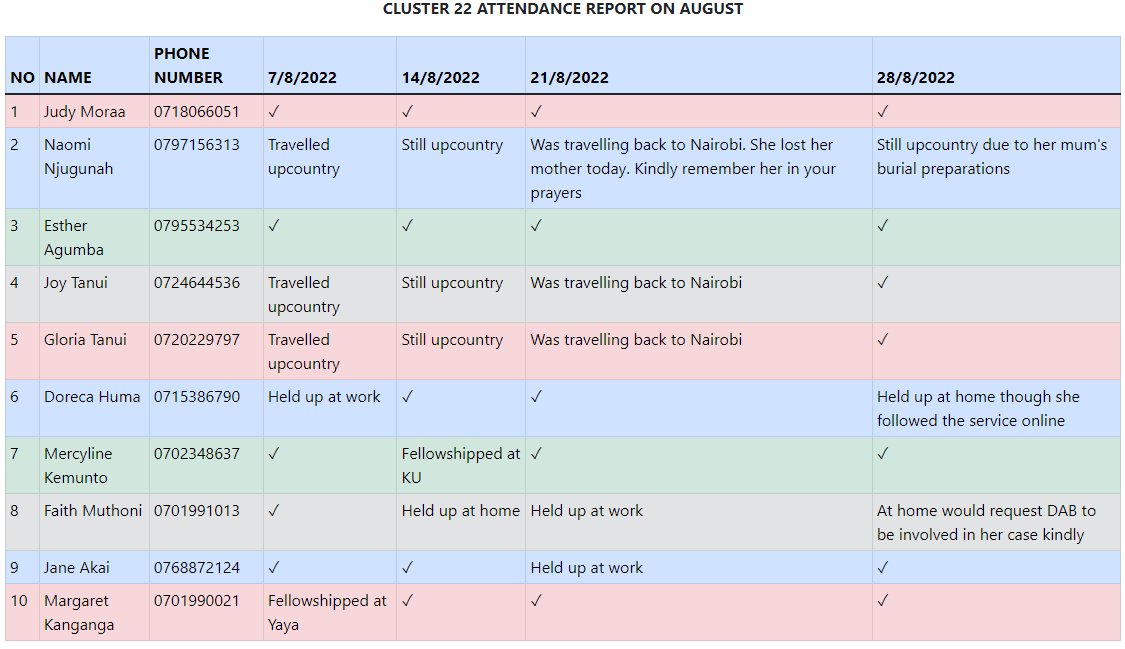 CLUSTER 22 ATTENDANCE REPORT ON AUGUST
NO NAME PHONE NUMBER 7/8/2022 14/8/2022 21/8/2022 28/8/2022
1 Judy Moraa 0718066051 ✓ ✓ ✓ ✓
2 Naomi Njugunah 0797156313 Travelled upcountry Still upcountry Was travelling back to Nairobi. She lost her mother today. Kindly remember her in your prayers Still upcountry due to her mum's burial preparations
3 Esther Agumba 0795534253 ✓ ✓ ✓ ✓
4 Joy Tanui 0724644536 Travelled upcountry Still upcountry Was travelling back to Nairobi ✓
5 Gloria Tanui 0720229797 Travelled upcountry Still upcountry Was travelling back to Nairobi ✓
6 Doreca Huma 0715386790 Held up at work ✓ ✓ Held up at home though she followed the service online
7 Mercyline Kemunto 0702348637 ✓ Fellowshipped at KU ✓ ✓
8 Faith Muthoni 0701991013 ✓ Held up at home Held up at work At home would request DAB to be involved in her case kindly
9 Jane Akai 0768872124 ✓ ✓ Held up at work ✓
10 Margaret Kanganga 0701990021 Fellowshipped at Yaya ✓ ✓ ✓